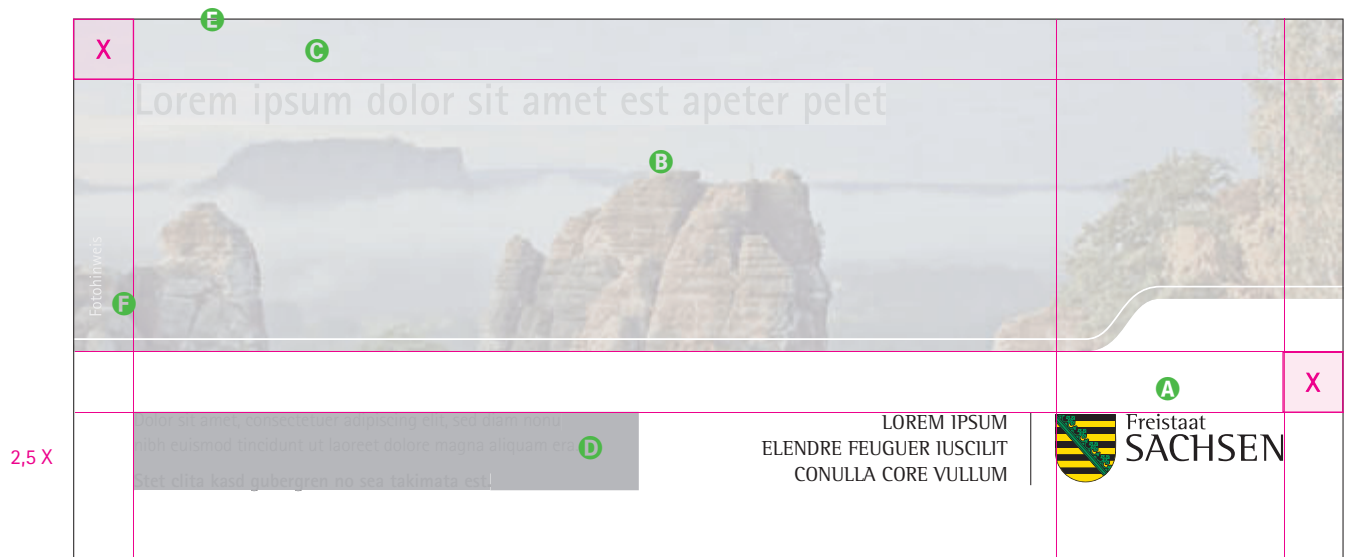 E
X
C
Lorem ipsum dolor sit amet est apeter pelet
B
Fotohinweis
F
X
A
2,5 X
Dolor sit amet, consectetuer adipiscing elit, sed diam nonu
nibh euismod tincidunt ut laoreet dolore magna aliquam era
D
Stet clita kasd gubergren no sea takimata est.
LOREM IPSUM
ELENDRE FEUGUER IUSCILIT
CONULLA CORE VULLUM
Freistaat
SACHSEN